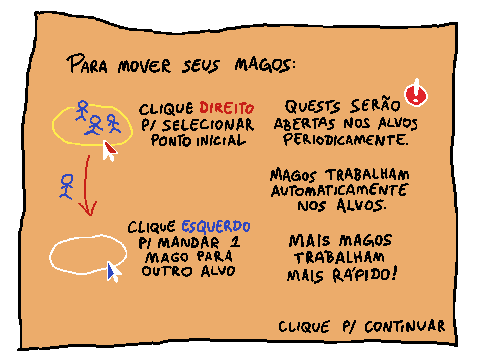 PARA MOVER SEUS MAGOS:
CLIQUE DIREITO
P/ SELECIONAR
PONTO INICIAL
CLIQUE ESQUERDO
P/ MANDAR 1
MAGO PARA
OUTRO ALVO
QUESTS SERÃO
ABERTAS NOS ALVOS
PERIODICAMENTE.
MAGOS TRABALHAM
AUTOMATICAMENTE
NOS ALVOS.
MAIS MAGOS
TRABALHAM
MAIS RÁPIDO!
CLIQUE P/ CONTINUAR